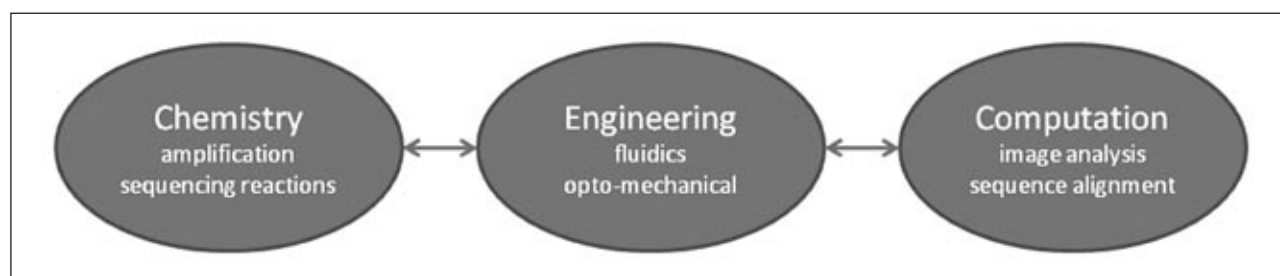 Chemistry
amplification
sequencing reactions
Engineering
fluidics
opto-mechanical
Computation
image analysis
sequence alignment